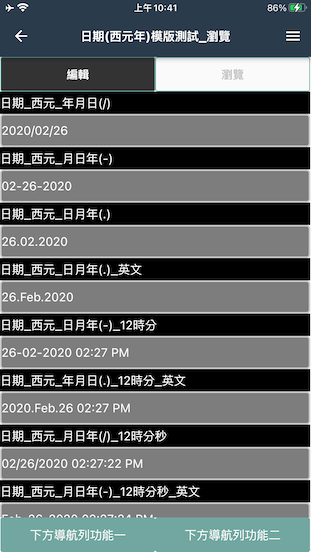 上午10:41
86%
日期(西元年)模版測試_瀏覽
編輯
瀏覽
日期_西元_年月日(/)
2020/02/26
日期_西元_月日年(-)
02-26-2020
日期_西元_日月年(.)
26.02.2020
日期_西元_日月年(.)_英文
26.Feb.2020
日期_西元_日月年(-)_12時分
26-02-2020 02:27 PM
日期_西元_年月日(.)_12時分_英文
2020.Feb.26 02:27 PM
日期_西元_月日年(/)_12時分秒
02/26/2020 02:27:22 PM
日期_西元_月日年(-)_12時分秒_英文
下方導航列功能一
下方導航列功能二